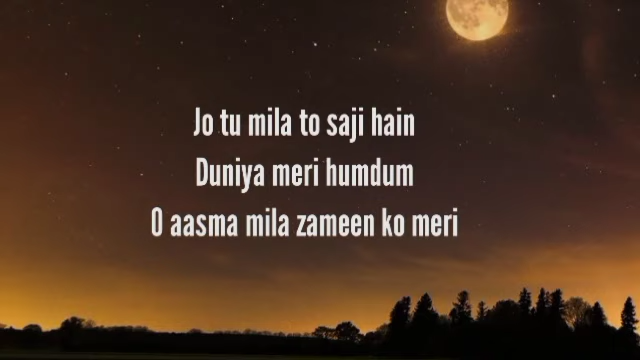 Jo tu mila to saji hain
Duniya meri humdum
O aasma mila zameen ko meri